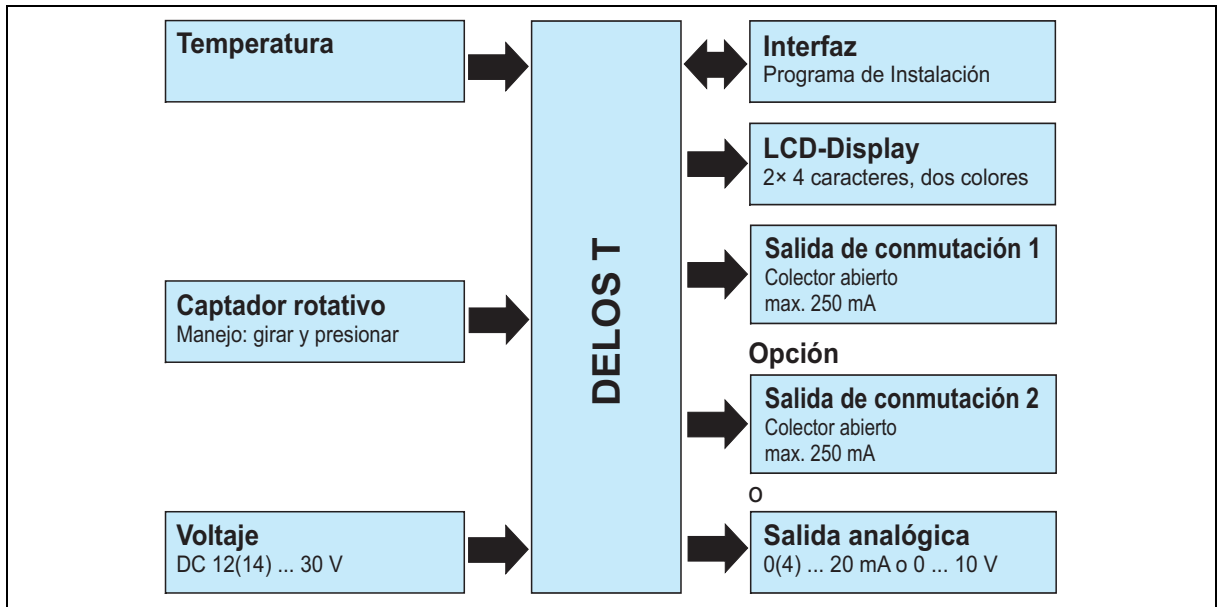 Temperatura
Captador rotativo
Manejo: girar y presionar
Voltaje
DC 12(14) ... 30 V
DELOS T
Interfaz
Programa de Instalación
LCD-Display
2× 4 caracteres, dos colores
Salida de conmutación 1
Colector abierto
max. 250 mA
Opción
Salida de conmutación 2
Colector abierto
max. 250 mA
o
Salida analógica
0(4) ... 20 mA o 0 ... 10 V